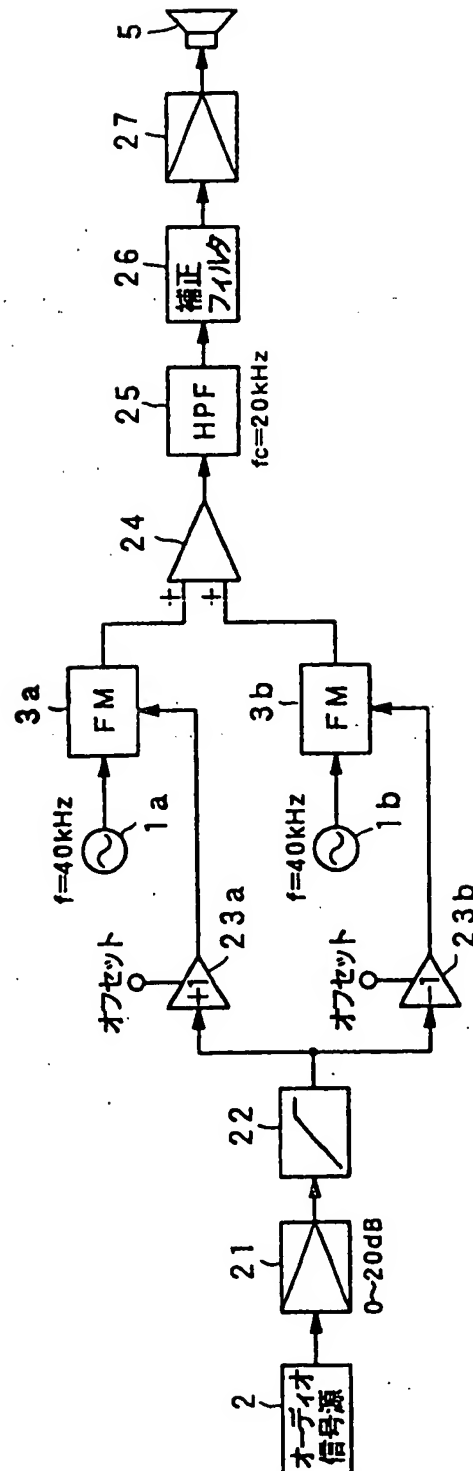 2
オーディオ
信号源
21
0〜20dB
22
オフセット
+1
23a
オフセット
−1
23b
f=40kHz
1a
f=40kHz
1b
3a
FM
3b
FM
+
+
24
25
HPF
fc=20kHz
26
補正
フィルタ
27
5